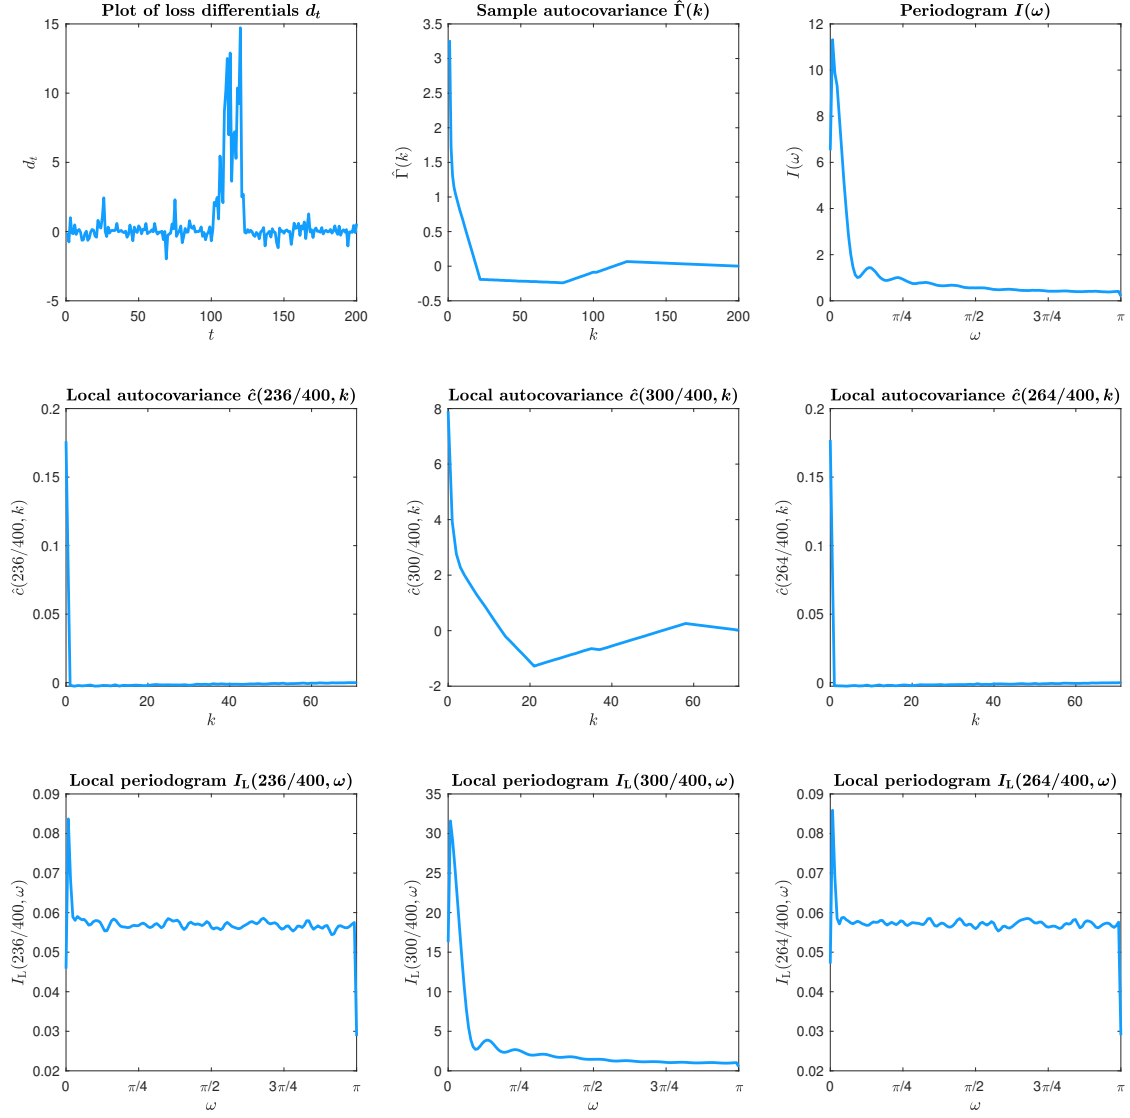 Plot of loss differentials d_t
Sample autocovariance Γ̂(k)
Periodogram I(ω)
15
10
5
0
-5
d_t
0 50 100 150 200
t
3.5
3
2.5
2
1.5
1
0.5
0
-0.5
Γ̂(k)
0 50 100 150 200
k
12
10
8
6
4
2
0
I(ω)
0 π/4 π/2 3π/4 π
ω
Local autocovariance ĉ(236/400, k)
Local autocovariance ĉ(300/400, k)
Local autocovariance ĉ(264/400, k)
0.2
0.15
0.1
0.05
0
ĉ(236/400, k)
0 20 40 60
k
8
6
4
2
0
-2
ĉ(300/400, k)
0 20 40 60
k
0.2
0.15
0.1
0.05
0
ĉ(264/400, k)
0 20 40 60
k
Local periodogram I_L(236/400, ω)
Local periodogram I_L(300/400, ω)
Local periodogram I_L(264/400, ω)
0.09
0.08
0.07
0.06
0.05
0.04
0.03
0.02
I_L(236/400, ω)
0 π/4 π/2 3π/4 π
ω
35
30
25
20
15
10
5
0
I_L(300/400, ω)
0 π/4 π/2 3π/4 π
ω
0.09
0.08
0.07
0.06
0.05
0.04
0.03
0.02
I_L(264/400, ω)
0 π/4 π/2 3π/4 π
ω